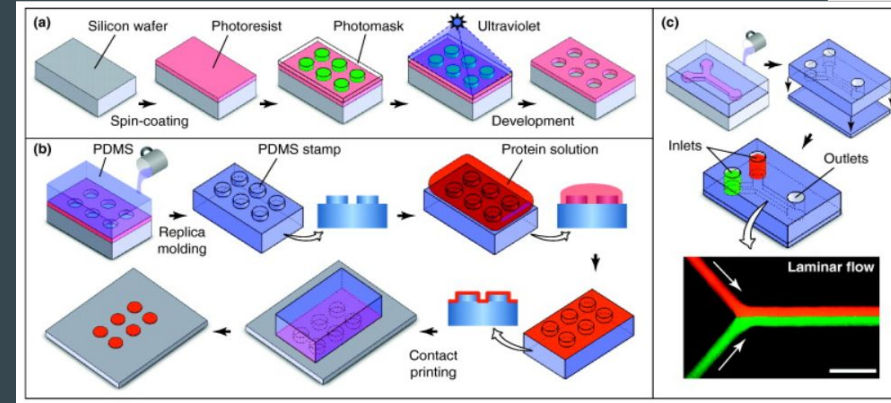 (a)
Silicon wafer
Photoresist
Photomask
Ultraviolet
Spin-coating
Development
(b)
PDMS
PDMS stamp
Protein solution
Replica
molding
Contact
printing
(c)
Inlets
Outlets
Laminar flow